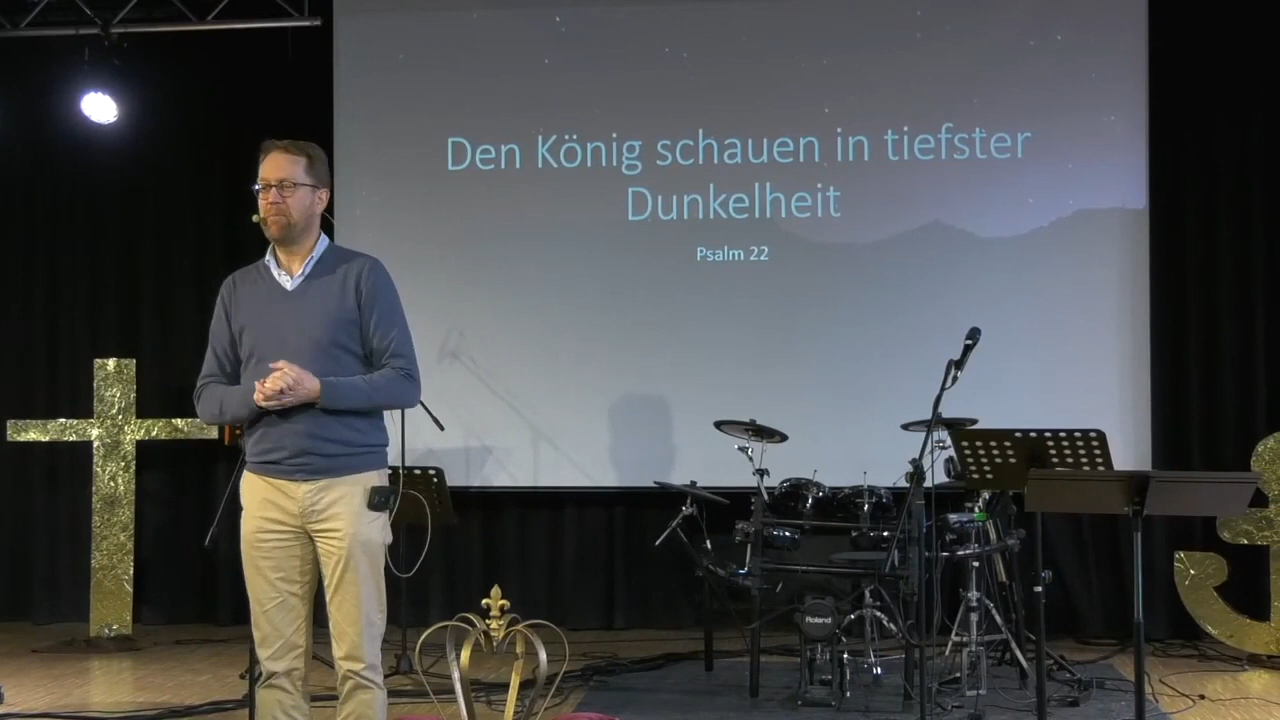 Den König schauen in tiefster
Dunkelheit
Psalm 22
Roland